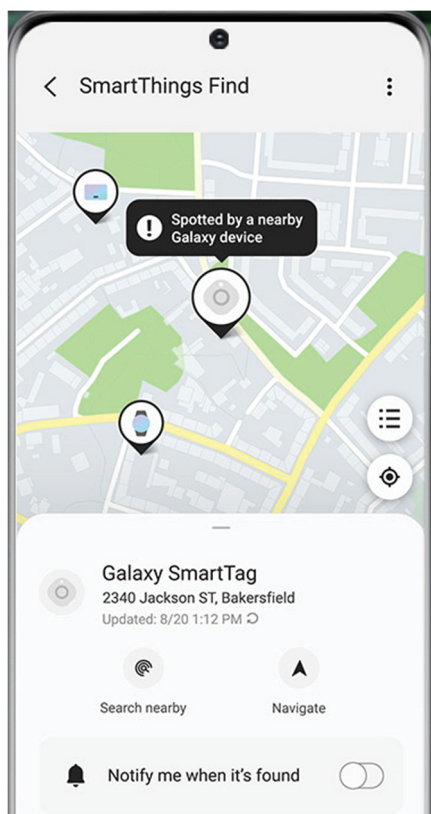 SmartThings Find
Spotted by a nearby
Galaxy device
Galaxy SmartTag
2340 Jackson ST, Bakersfield
Updated: 8/20 1:12 PM
Search nearby
Navigate
Notify me when it's found